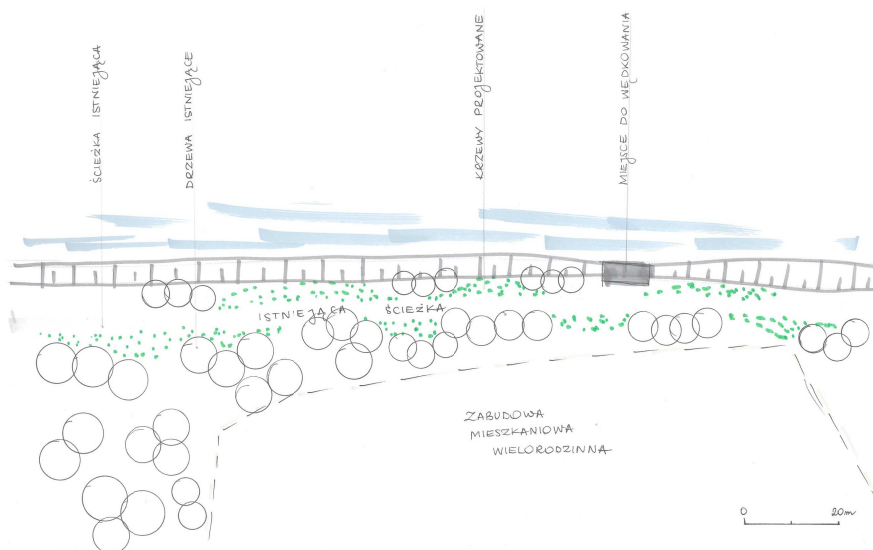 ŚCIEŻKA ISTNIEJĄCA
DRZEWA ISTNIEJĄCE
KRZEWY PROJEKTOWANE
MIEJSCE DO WĘDKOWANIA
ISTNIEJĄCA ŚCIEŻKA
ZABUDOWA
MIESZKANIOWA
WIELORODZINNA
0 20m